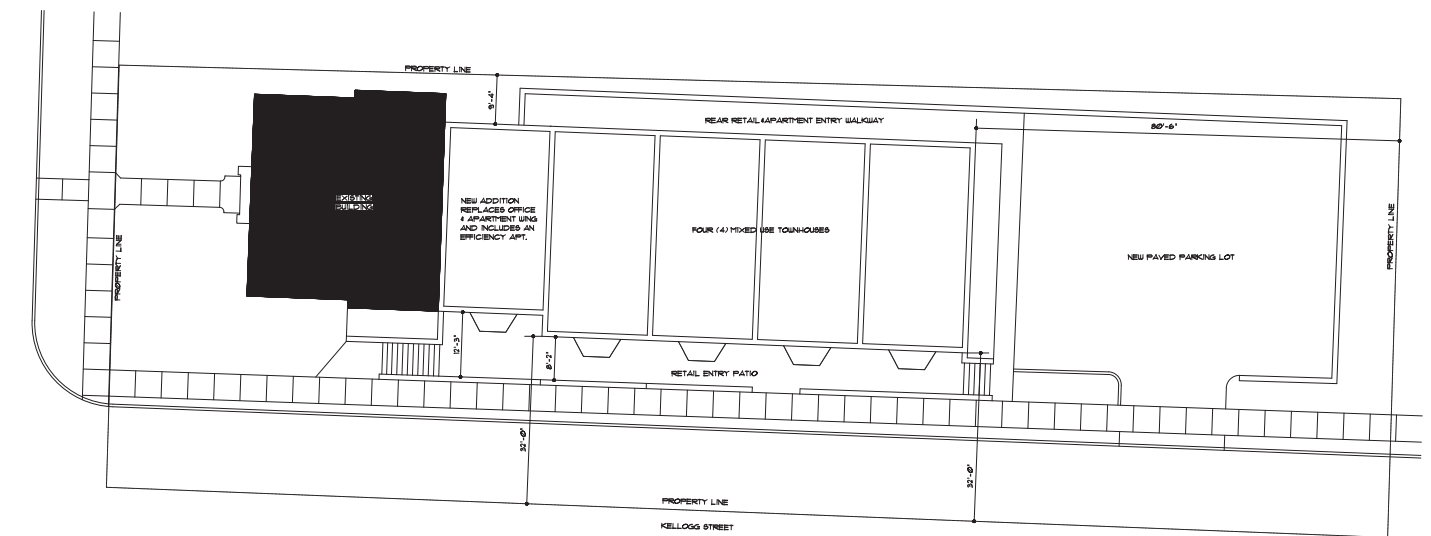 PROPERTY LINE
9'-4"
REAR RETAIL & APARTMENT ENTRY WALKWAY
80'-6"
EXISTING
BUILDING
NEW ADDITION
REPLACES OFFICE
& APARTMENT WING
AND INCLUDES AN
EFFICIENCY APT.
FOUR (4) MIXED USE TOWNHOUSES
NEW PAVED PARKING LOT
PROPERTY LINE
PROPERTY LINE
12'-3"
8'-2"
RETAIL ENTRY PATIO
32'-0"
32'-0"
PROPERTY LINE
KELLOGG STREET